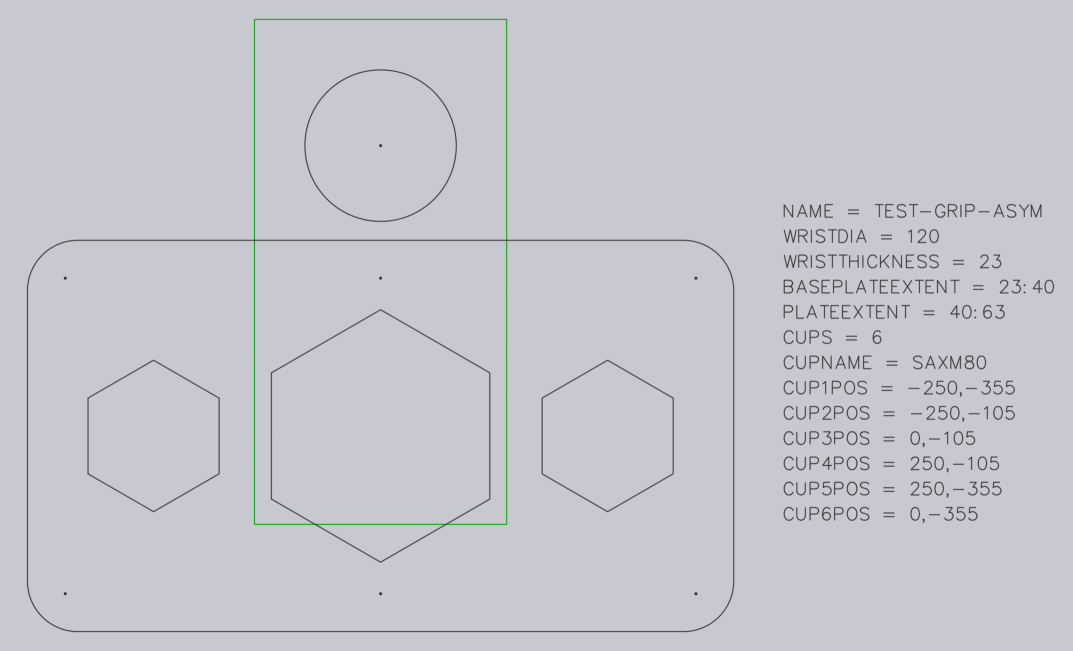 NAME = TEST-GRIP-ASYM
WRISTDIA = 120
WRISTTHICKNESS = 23
BASEPLATEEXTENT = 23:40
PLATEEXTENT = 40:63
CUPS = 6
CUPNAME = SAXM80
CUP1POS = -250,-355
CUP2POS = -250,-105
CUP3POS = 0,-105
CUP4POS = 250,-105
CUP5POS = 250,-355
CUP6POS = 0,-355